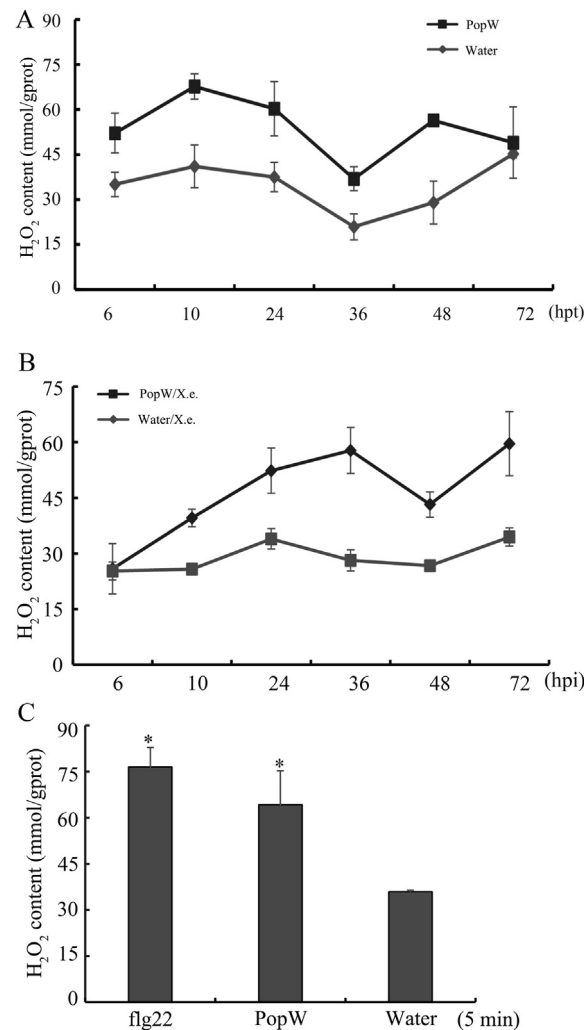 A
H₂O₂ content (mmol/gprot)
90
75
60
45
30
15
0
PopW
Water
6 10 24 36 48 72 (hpt)
B
H₂O₂ content (mmol/gprot)
75
60
45
30
15
0
PopW/X.e.
Water/X.e.
6 10 24 36 48 72 (hpi)
C
H₂O₂ content (mmol/gprot)
90
75
60
45
30
15
0
* *
flg22 PopW Water (5 min)